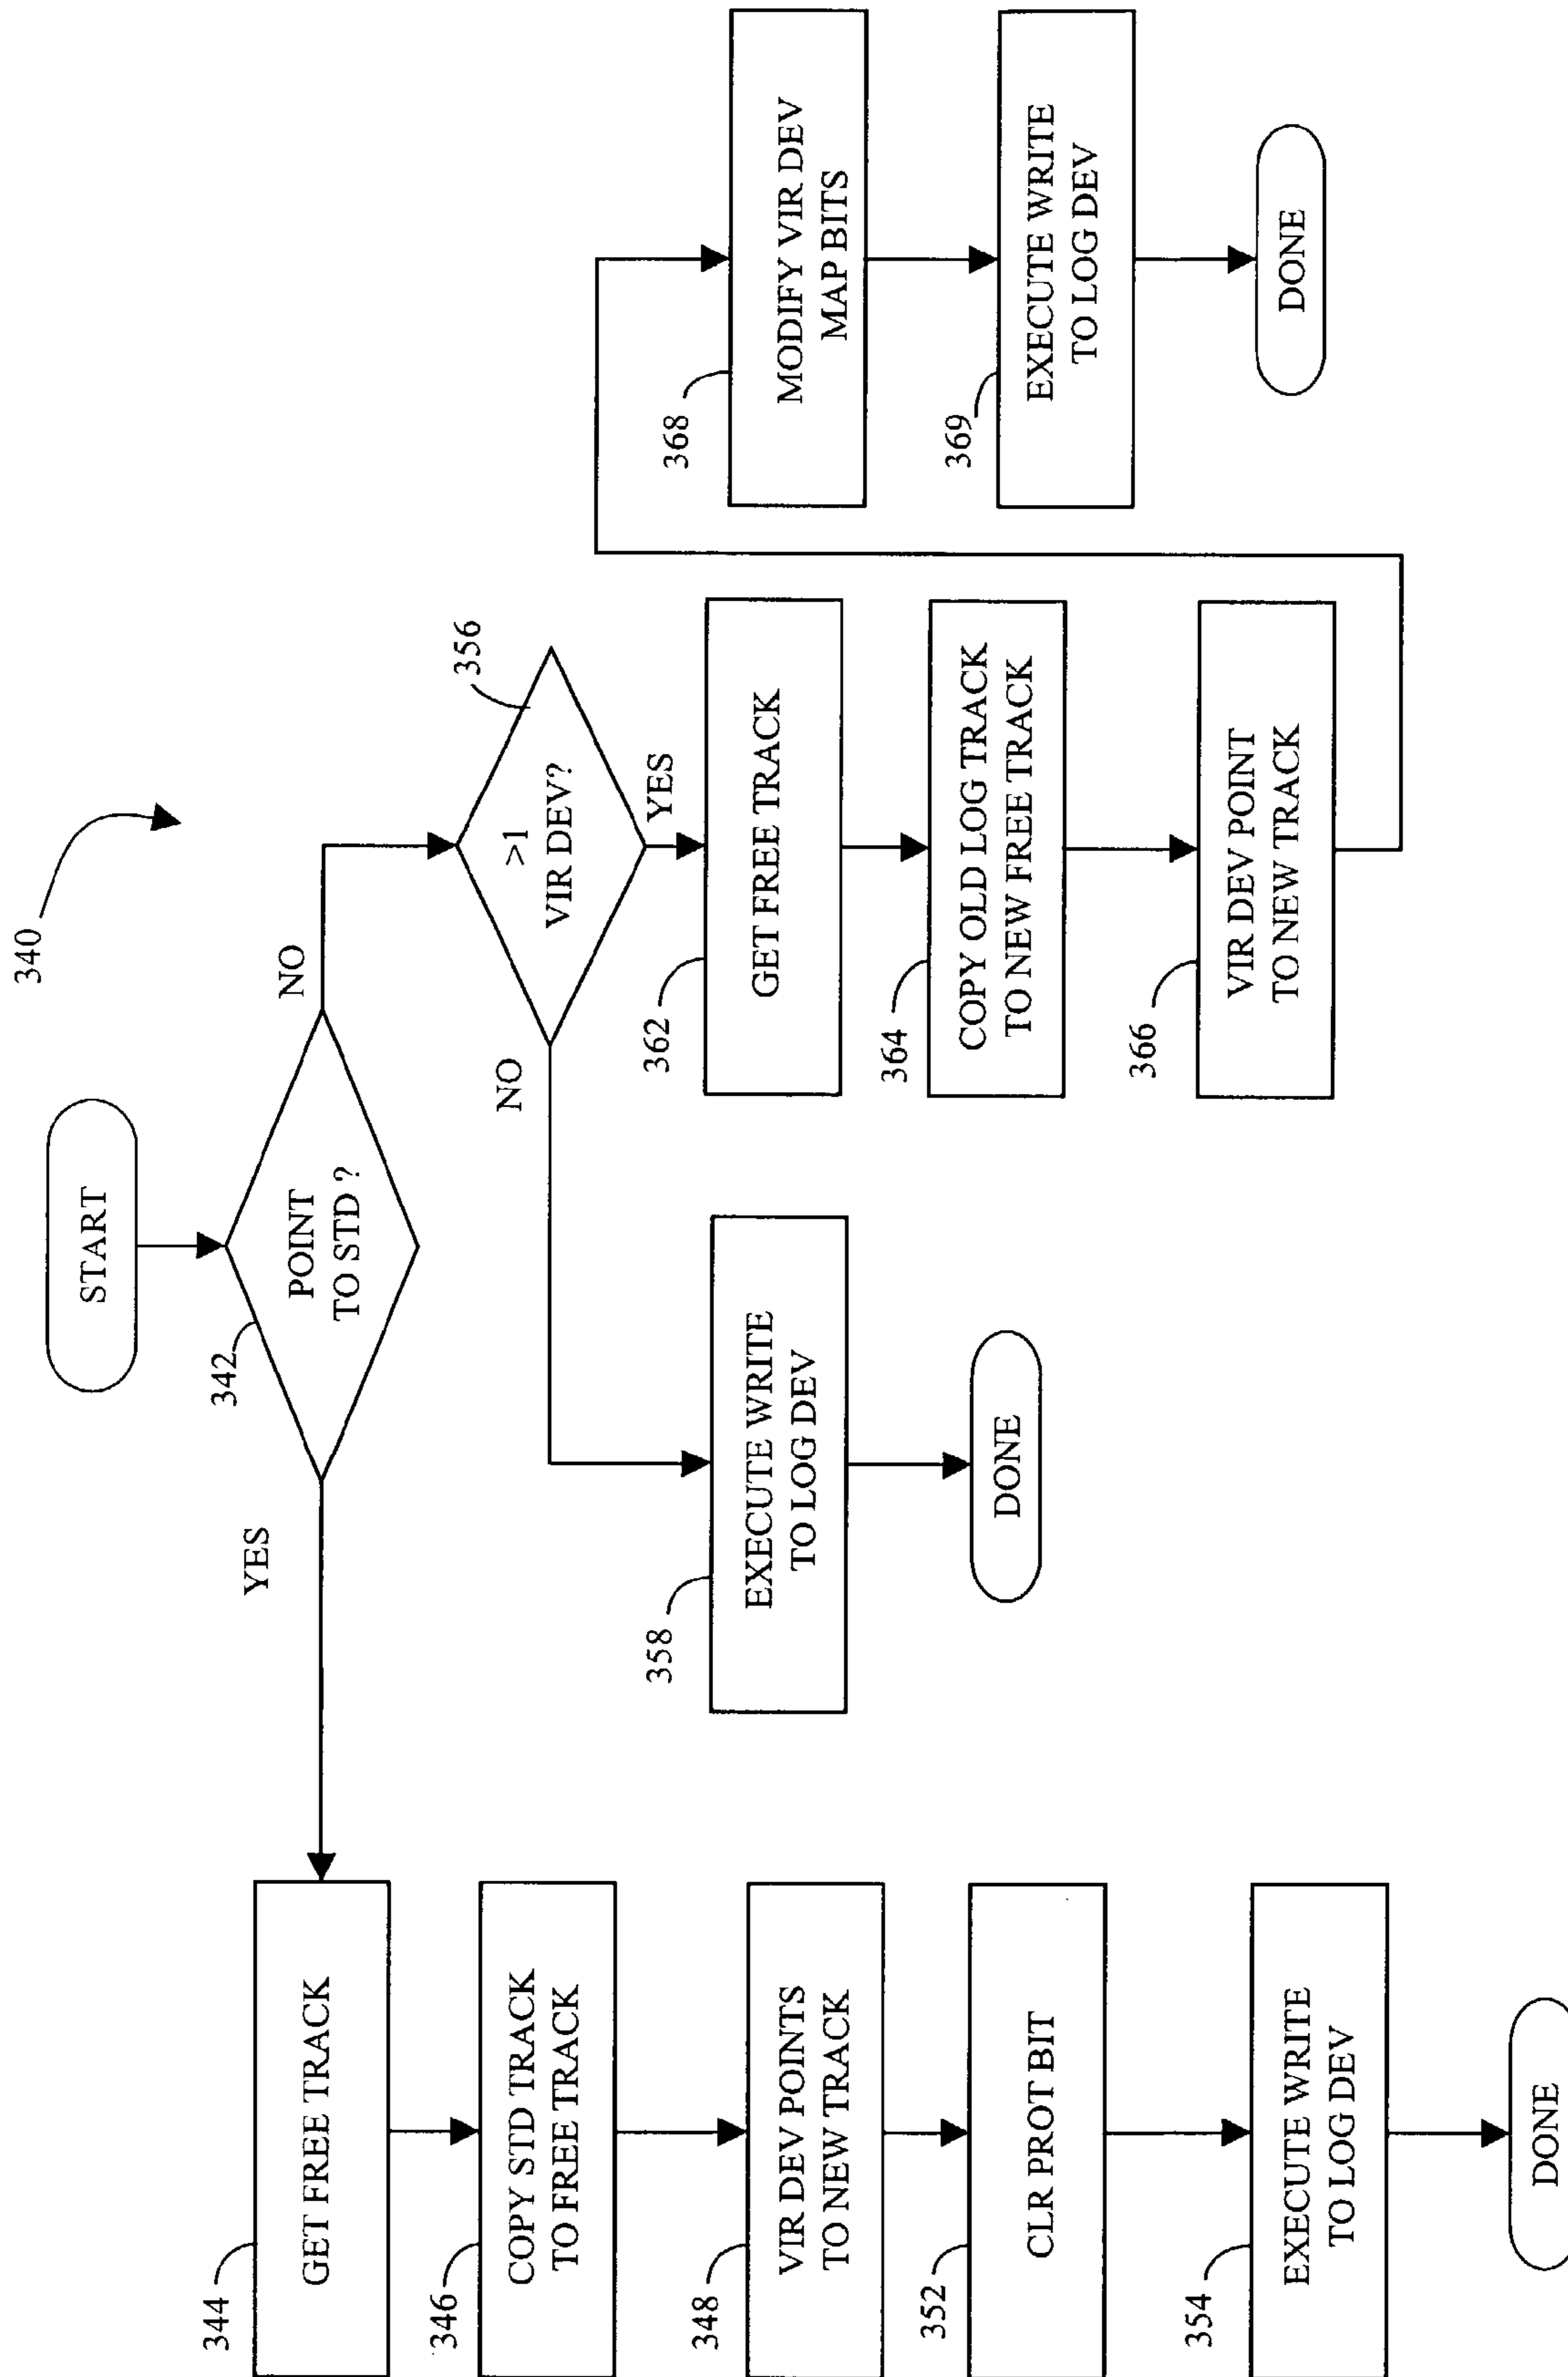 340
START
342
POINT
TO STD ?
YES
NO
344
GET FREE TRACK
346
COPY STD TRACK
TO FREE TRACK
348
VIR DEV POINTS
TO NEW TRACK
352
CLR PROT BIT
354
EXECUTE WRITE
TO LOG DEV
DONE
356
>1
VIR DEV?
NO
YES
358
EXECUTE WRITE
TO LOG DEV
DONE
362
GET FREE TRACK
364
COPY OLD LOG TRACK
TO NEW FREE TRACK
366
VIR DEV POINT
TO NEW TRACK
368
MODIFY VIR DEV
MAP BITS
369
EXECUTE WRITE
TO LOG DEV
DONE